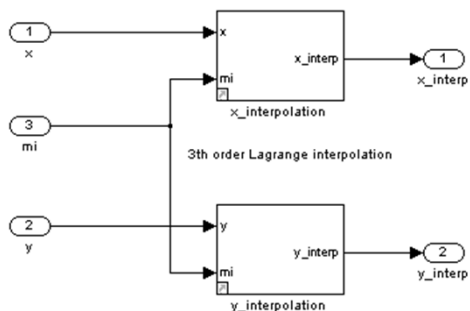 1
x
x
x_interp
mi
x_interpolation
1
x_interp
3
mi
3th order Lagrange interpolation
2
y
y
y_interp
mi
y_interpolation
2
y_interp